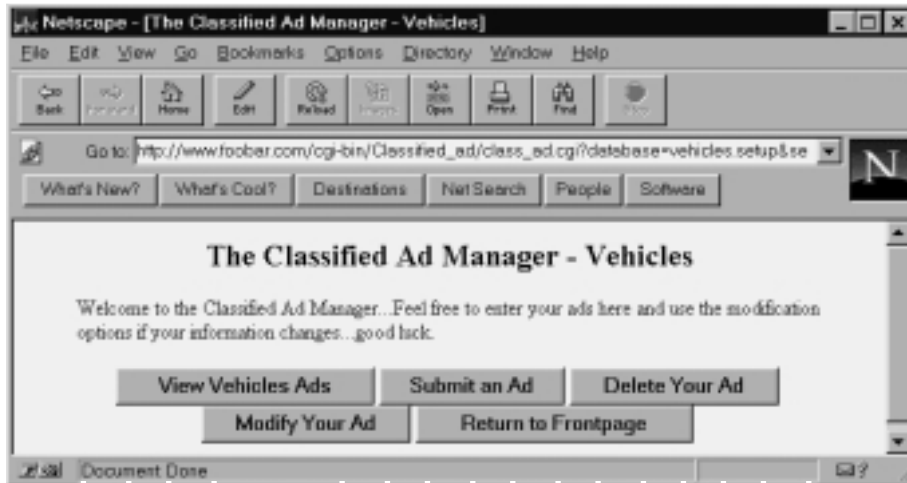 Netscape - [The Classified Ad Manager - Vehicles]
File Edit View Go Bookmarks Options Directory Window Help
Back Forward Home Edit Reload Images Open Print Find Stop
Go to: http://www.foobar.com/cgi-bin/Classified_ad/class_ad.cgi?database=vehicles.setup&se
What's New? What's Cool? Destinations Net Search People Software
N
The Classified Ad Manager - Vehicles
Welcome to the Classified Ad Manager...Feel free to enter your ads here and use the modification
options if your information changes...good luck.
View Vehicles Ads Submit an Ad Delete Your Ad
Modify Your Ad Return to Frontpage
Document Done